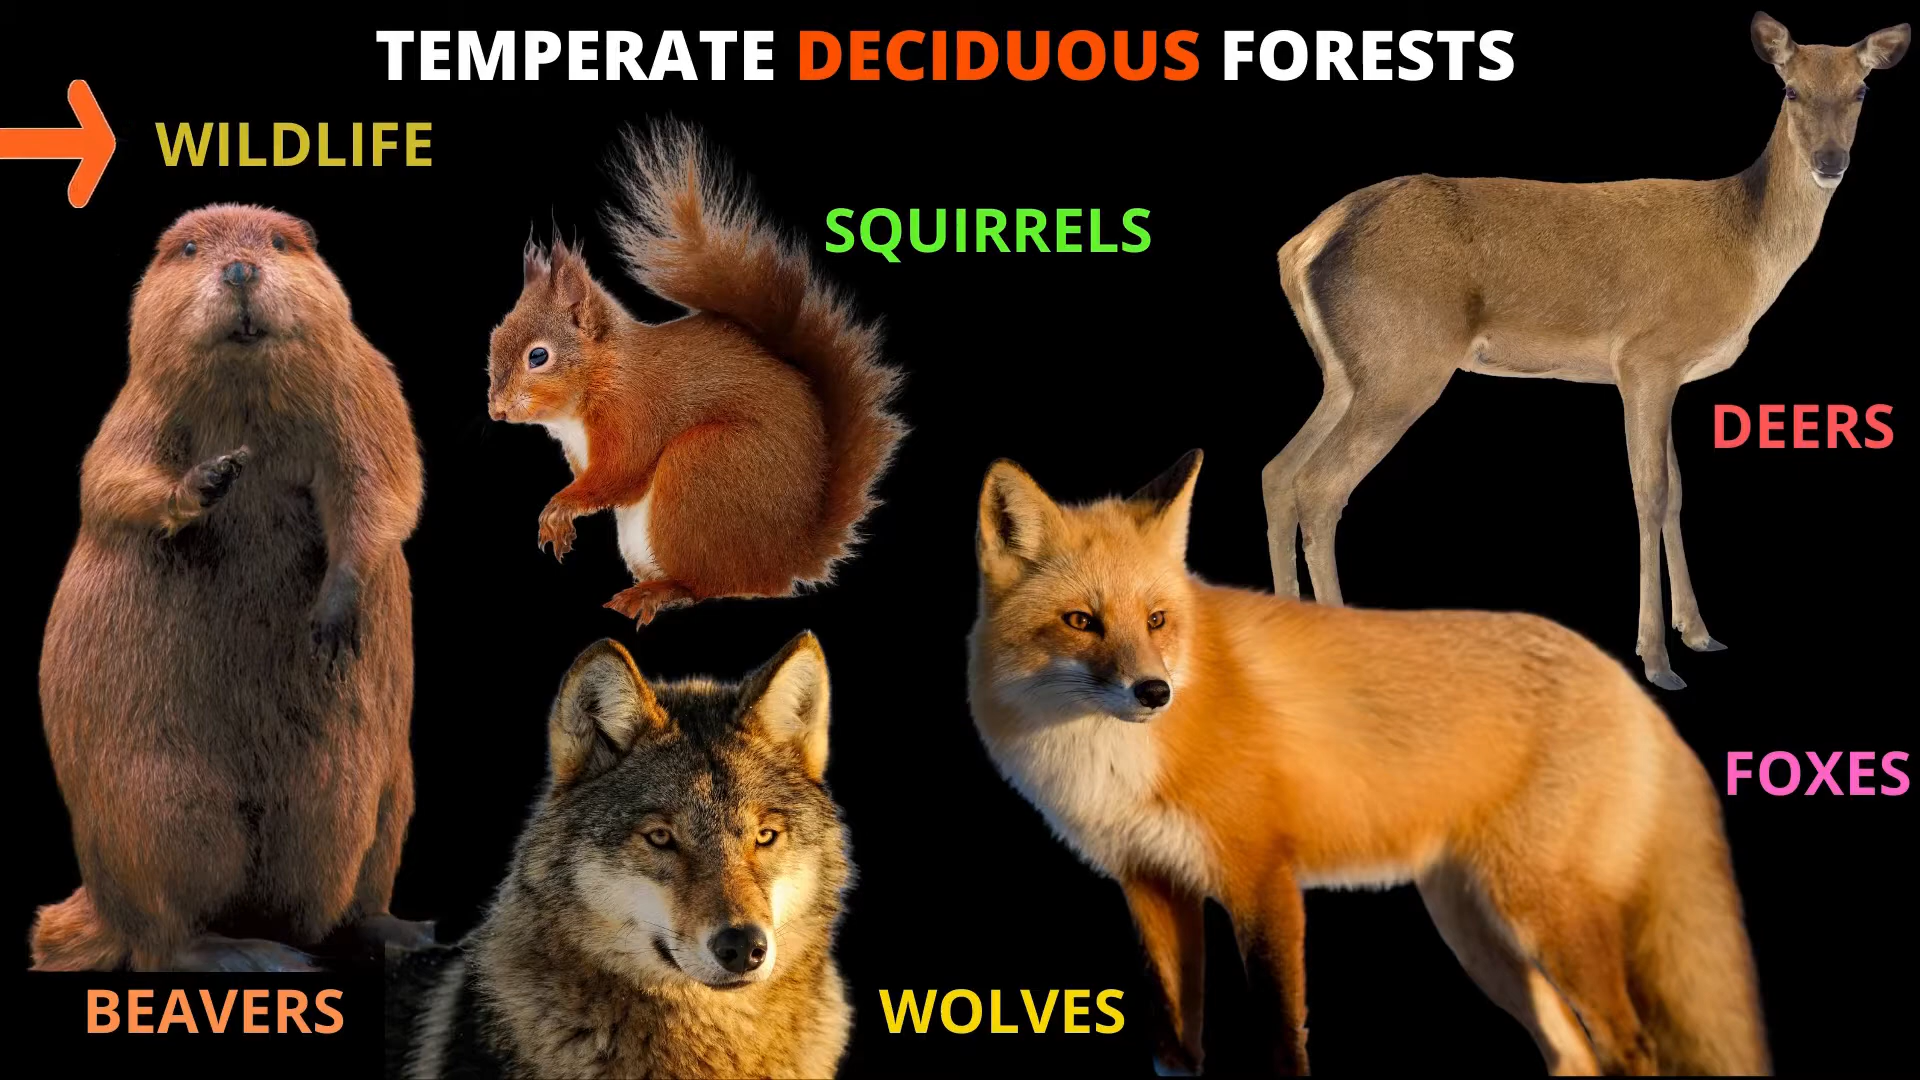 TEMPERATE DECIDUOUS FORESTS
WILDLIFE
SQUIRRELS
DEERS
FOXES
BEAVERS
WOLVES